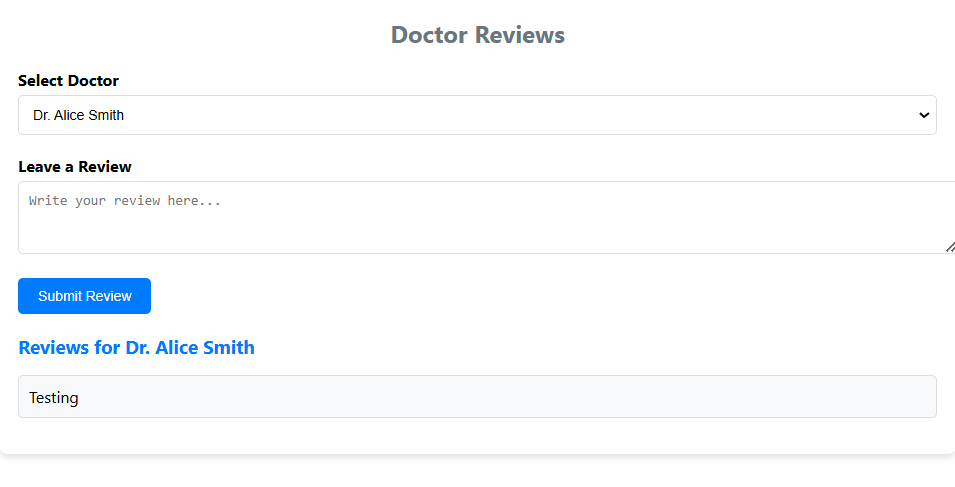 Doctor Reviews
Select Doctor
Dr. Alice Smith
Leave a Review
Write your review here...
Submit Review
Reviews for Dr. Alice Smith
Testing